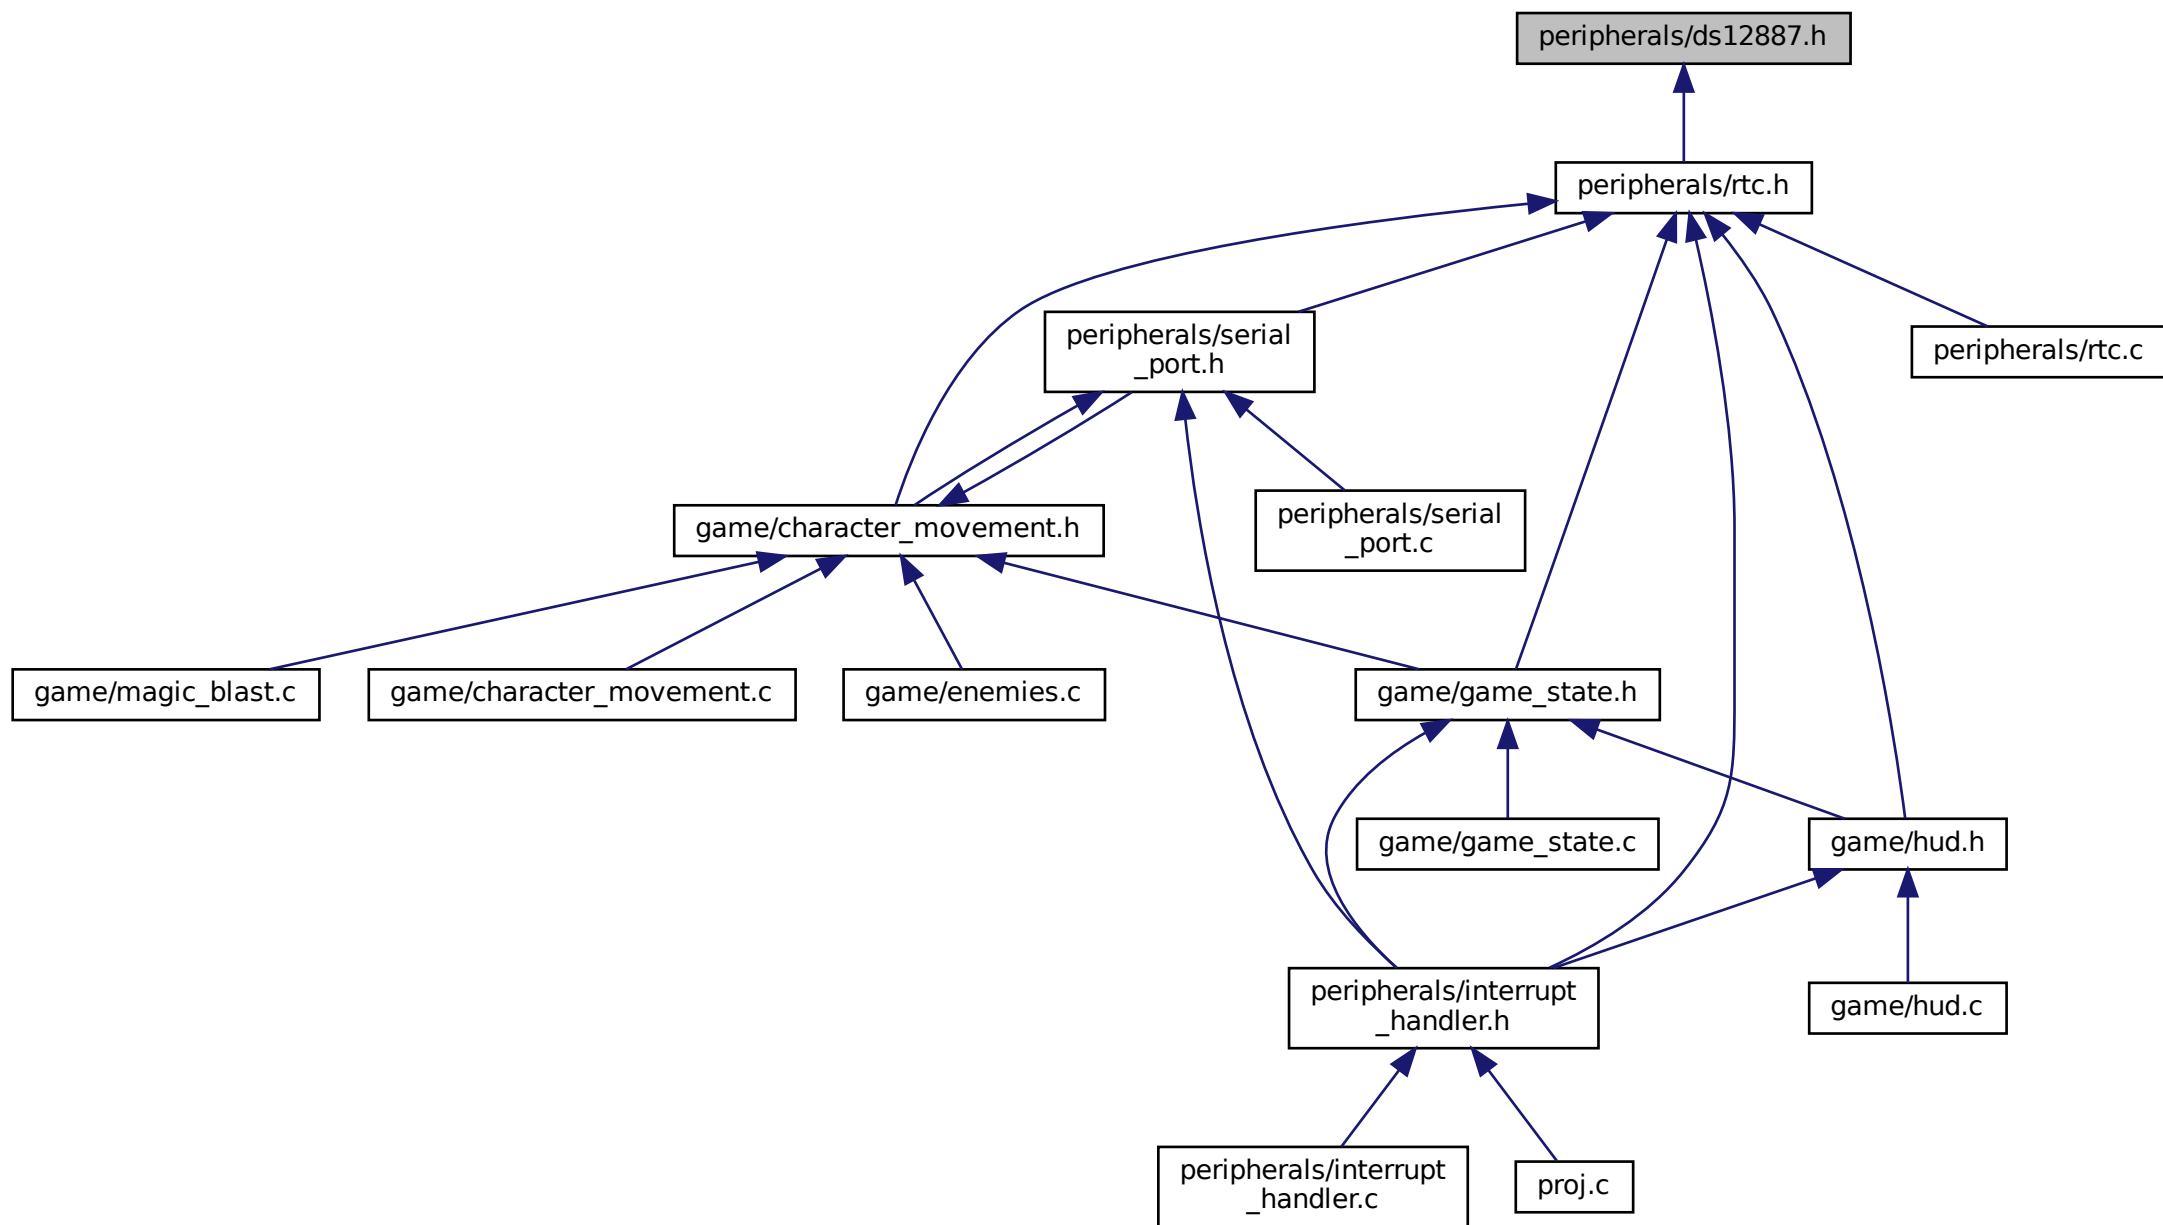 peripherals/ds12887.h
peripherals/rtc.h
peripherals/serial
_port.h
peripherals/rtc.c
game/character_movement.h
peripherals/serial
_port.c
game/magic_blast.c
game/character_movement.c
game/enemies.c
game/game_state.h
game/game_state.c
game/hud.h
peripherals/interrupt
_handler.h
game/hud.c
peripherals/interrupt
_handler.c
proj.c